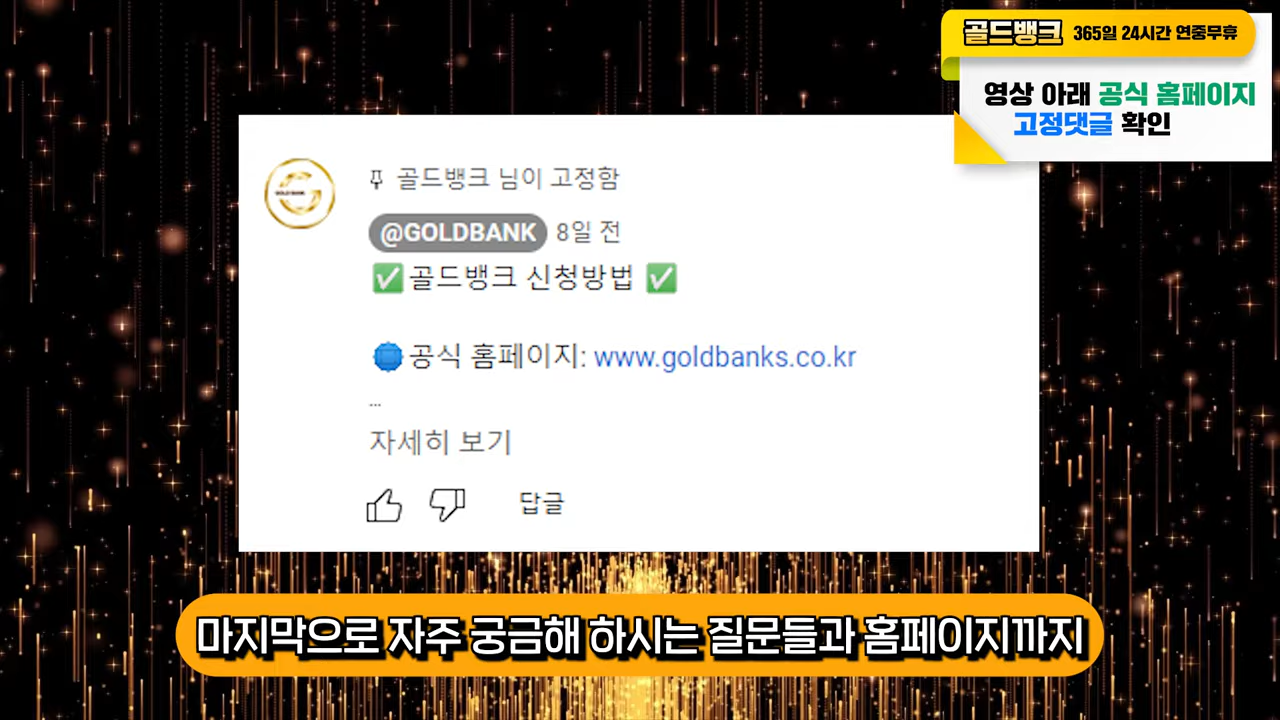 골드뱅크 365일 24시간 연중무휴
영상 아래 공식 홈페이지
고정댓글 확인
골드뱅크 님이 고정함
GOLD BANK
@GOLDBANK 8일 전
✅ 골드뱅크 신청방법 ✅
공식 홈페이지: www.goldbanks.co.kr
...
자세히 보기
답글
마지막으로 자주 궁금해 하시는 질문들과 홈페이지까지